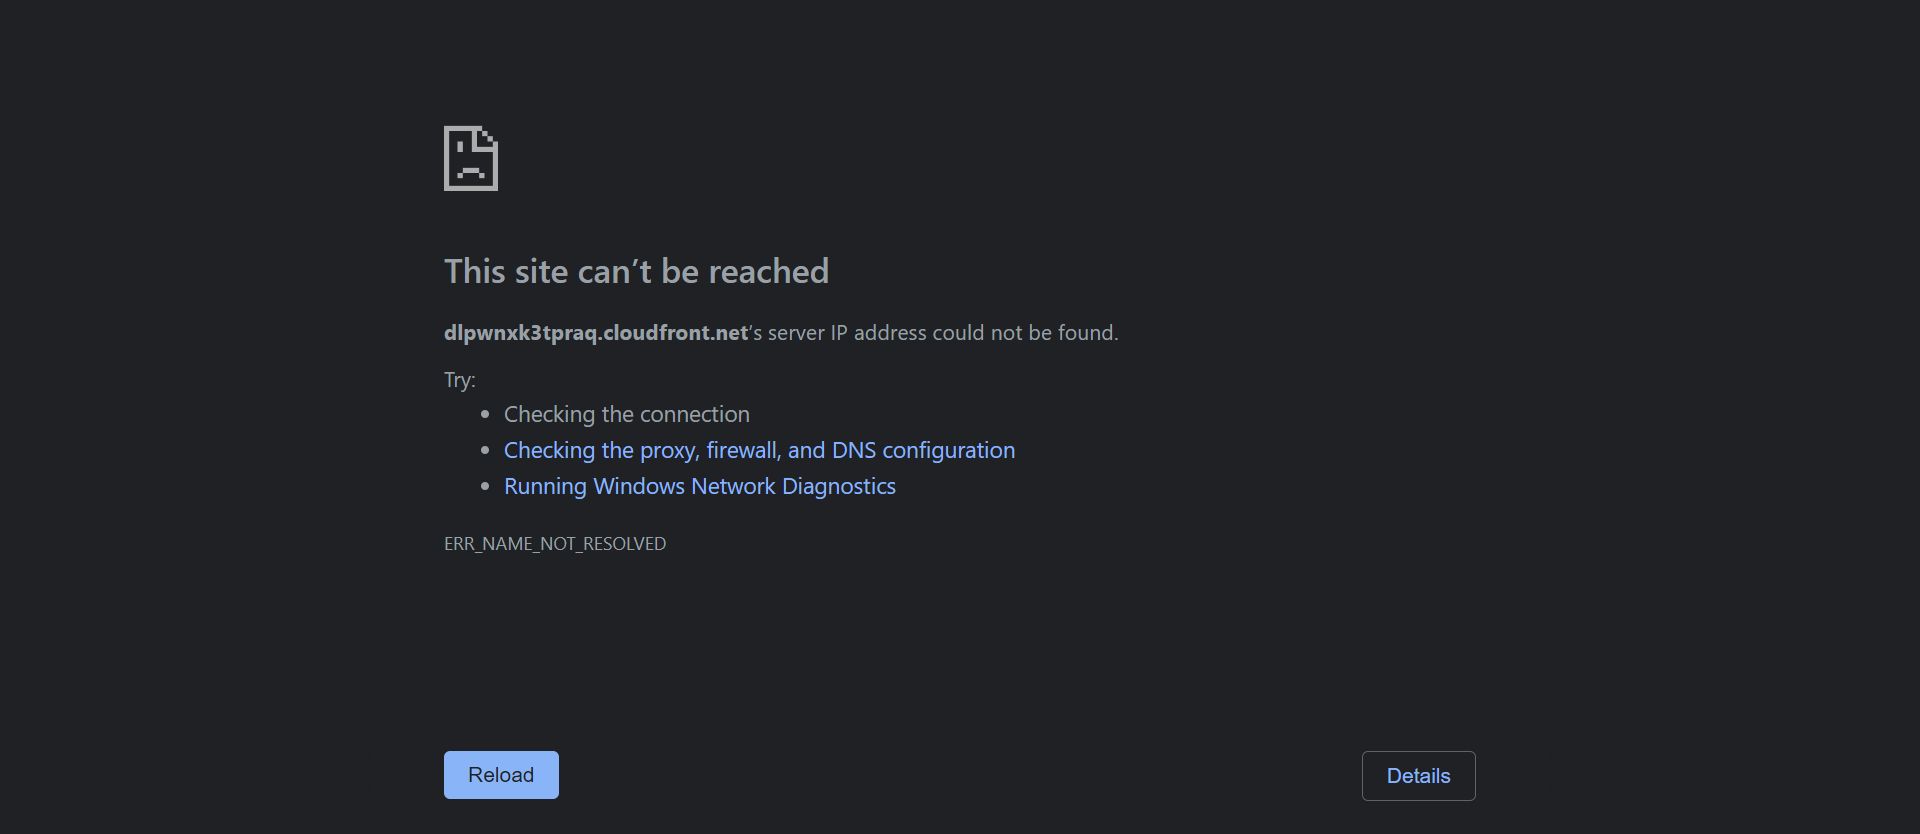 This site can’t be reached
dlpwnxk3tpraq.cloudfront.net’s server IP address could not be found.
Try:
• Checking the connection
• Checking the proxy, firewall, and DNS configuration
• Running Windows Network Diagnostics
ERR_NAME_NOT_RESOLVED
Reload
Details